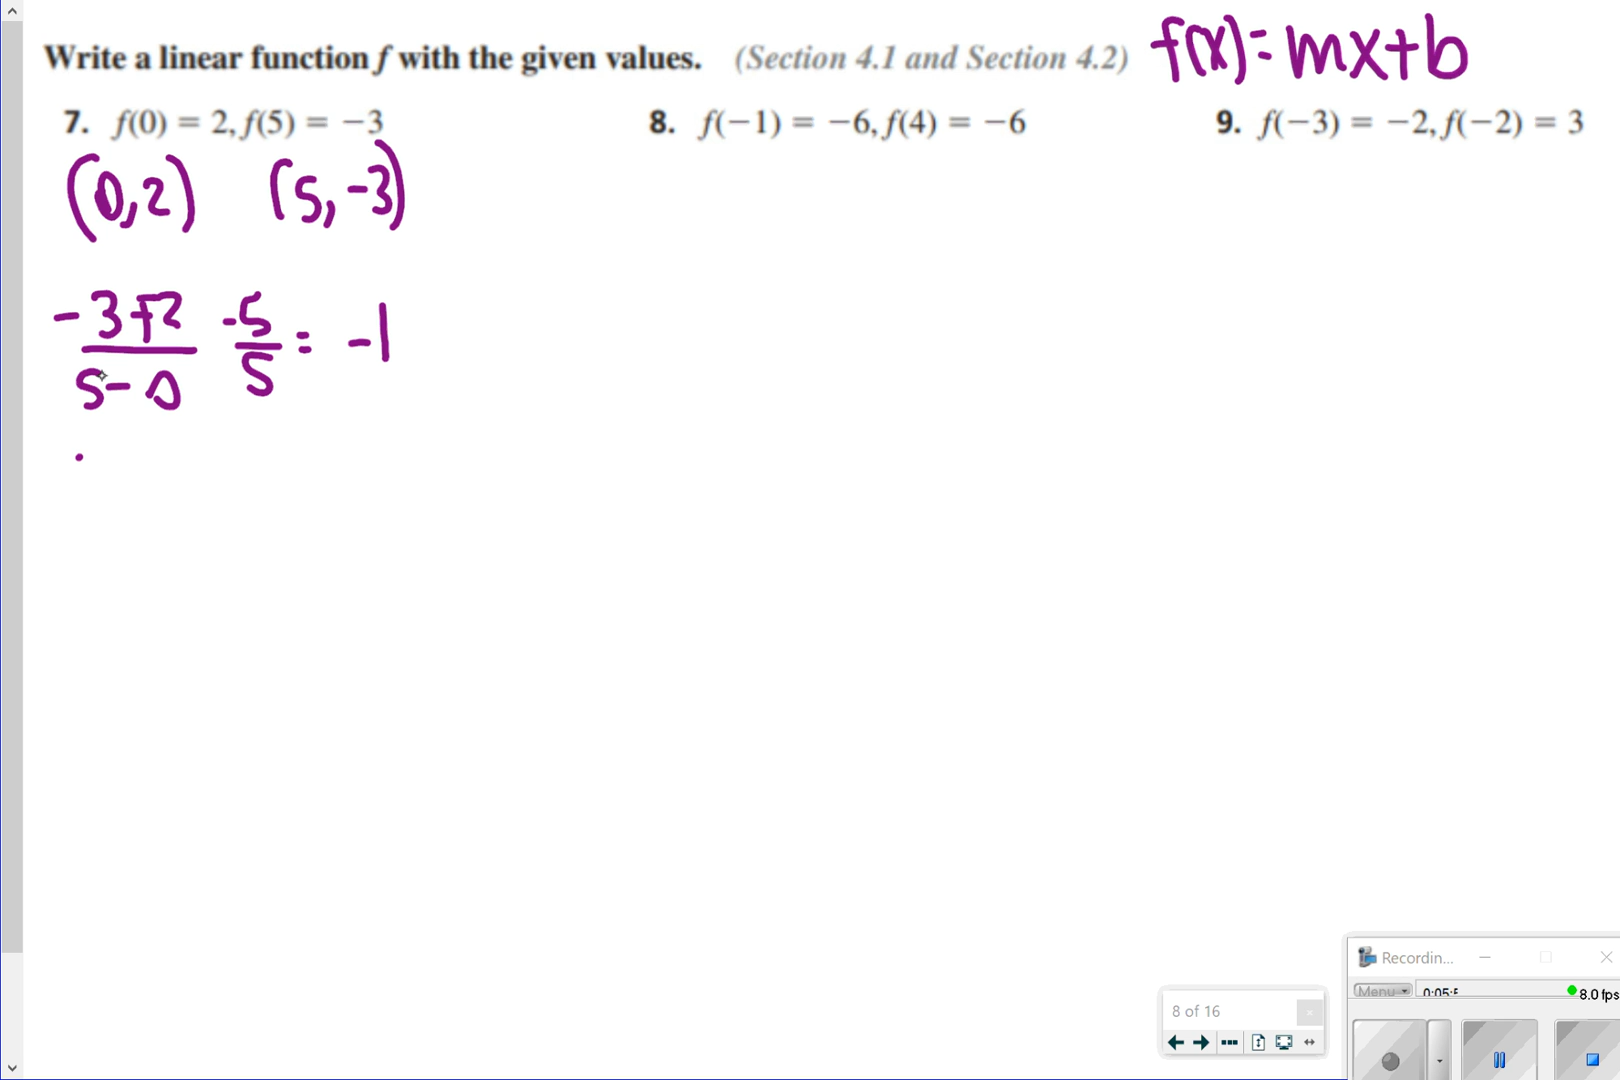 Write a linear function f with the given values. (Section 4.1 and Section 4.2) f(x)=mx+b
7. f(0) = 2, f(5) = −3 8. f(−1) = −6, f(4) = −6 9. f(−3) = −2, f(−2) = 3
(0,2) (5,-3)
-3 2 -5 = -1
5-0 5
Recordin...
Menu 8.0 fps
8 of 16